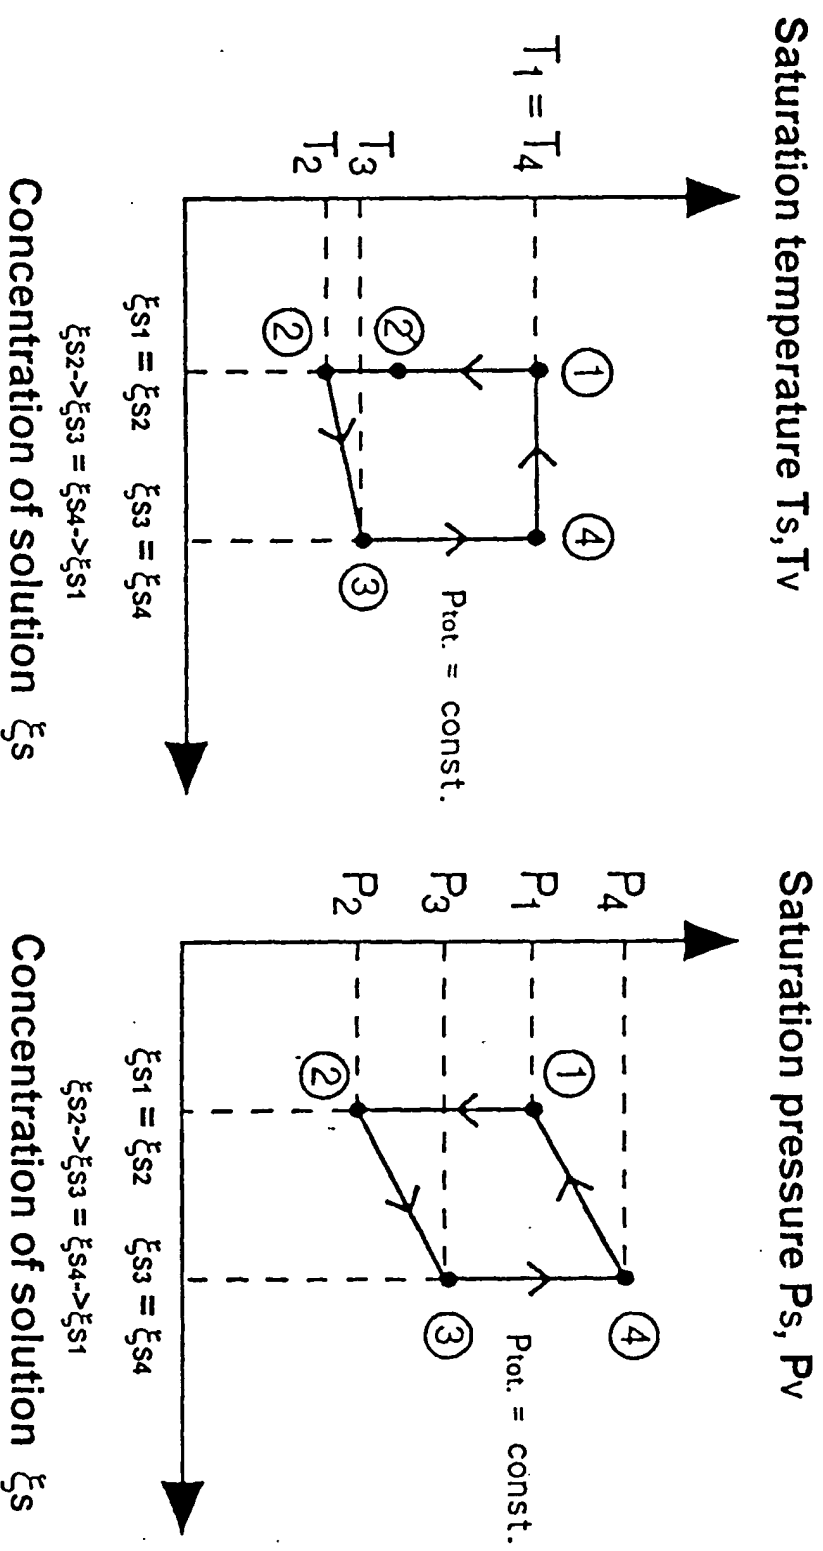 Saturation temperature Ts,Tv
T1 = T4
T3
T2
①
④
②'
②
③
Ptot. = const.
ξS1 = ξS2
ξS3 = ξS4
ξS2->ξS3 = ξS4->ξS1
Concentration of solution ξs
Saturation pressure Ps, Pv
P4
P1
P3
P2
①
④
②
③
Ptot. = const.
ξS1 = ξS2
ξS3 = ξS4
ξS2->ξS3 = ξS4->ξS1
Concentration of solution ξs